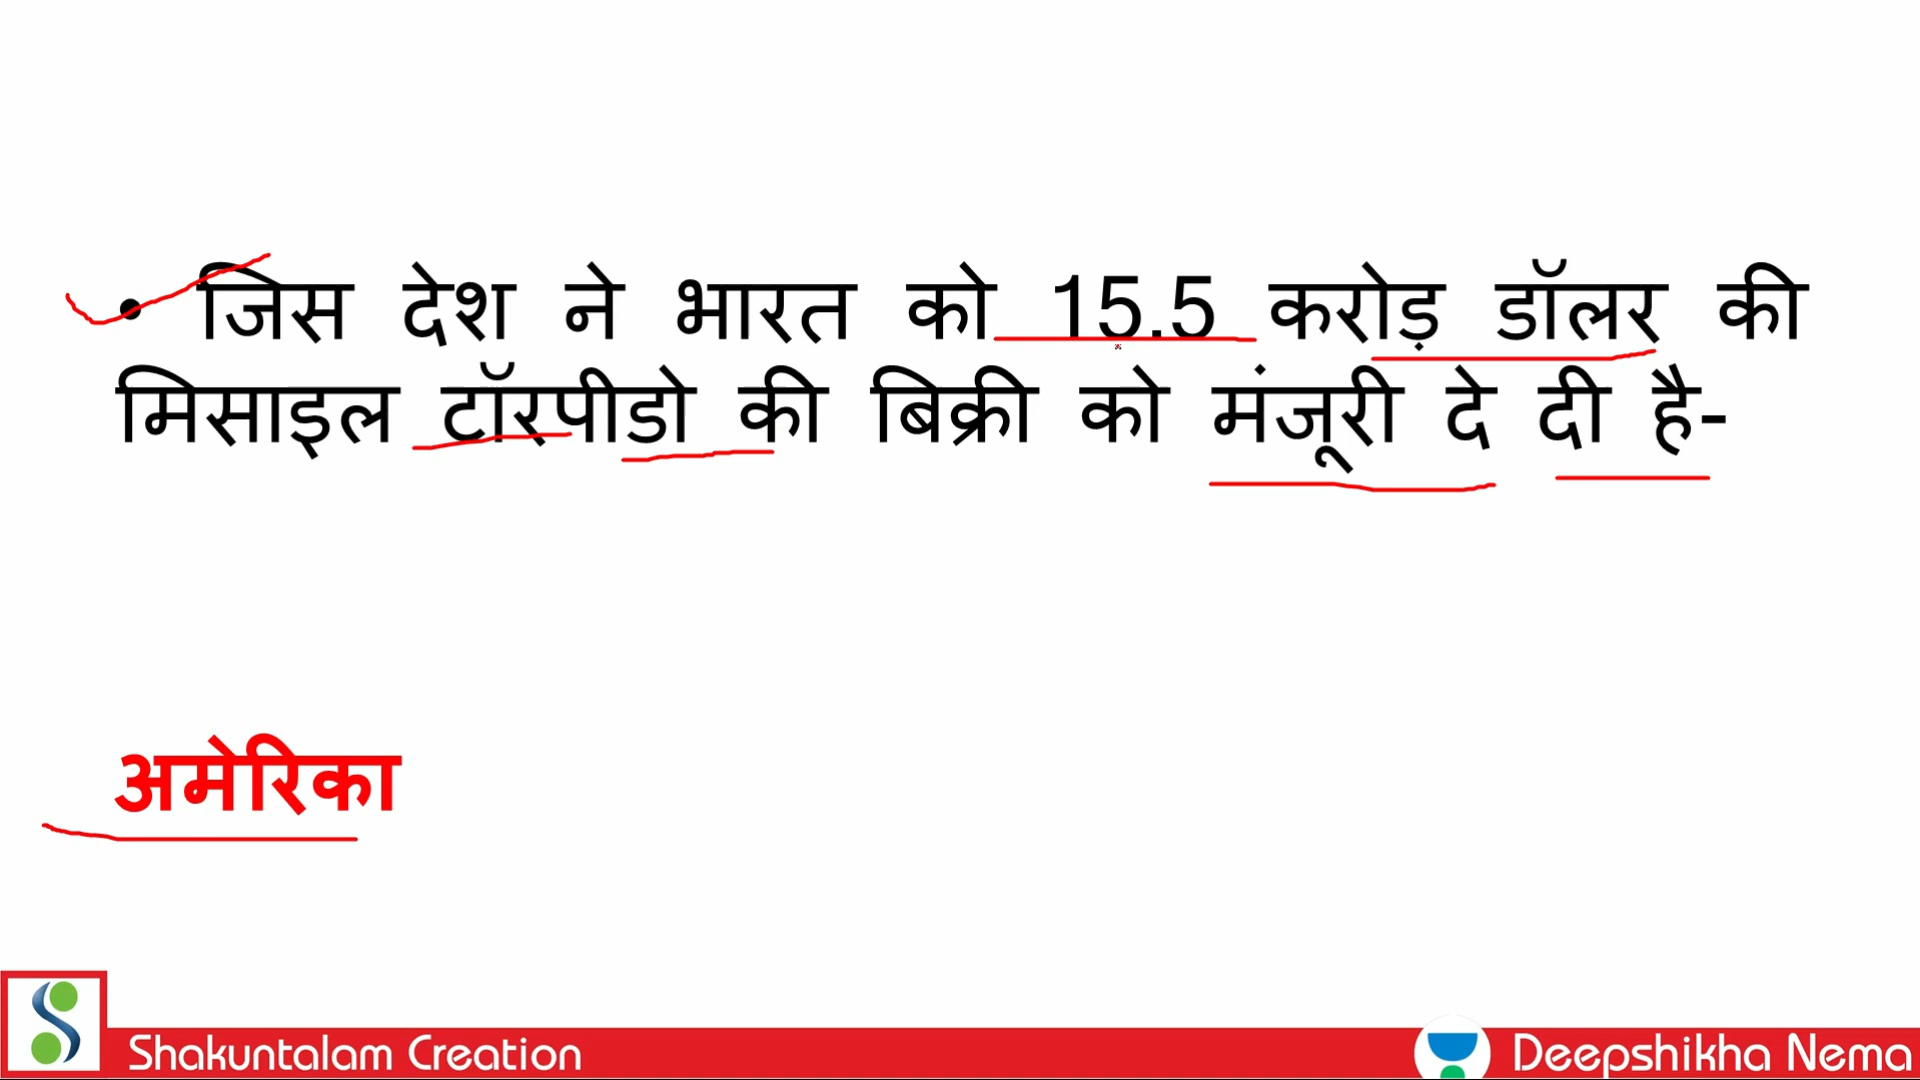 • जिस देश ने भारत को 15.5 करोड़ डॉलर की
मिसाइल टॉरपीडो की बिक्री को मंजूरी दे दी है-
अमेरिका
Shakuntalam Creation
Deepshikha Nema